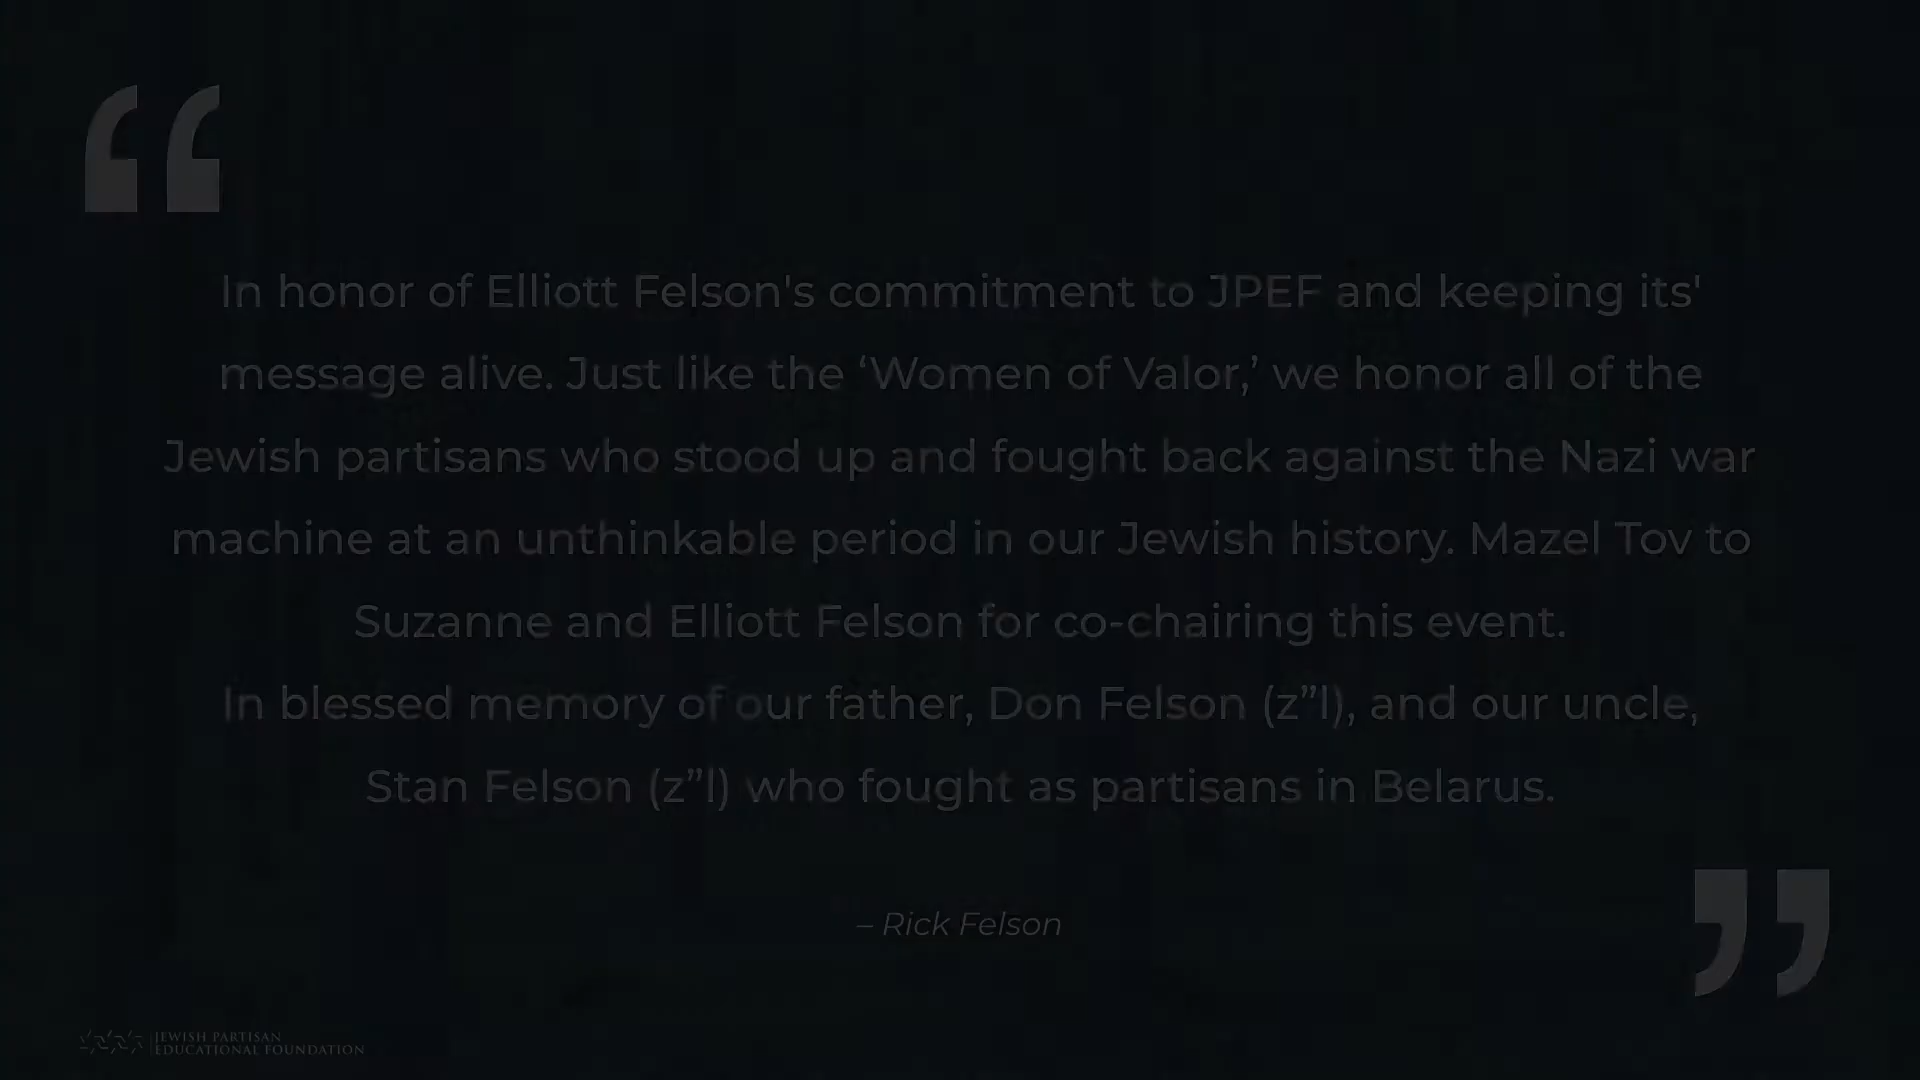 “
In honor of Elliott Felson's commitment to JPEF and keeping its'
message alive. Just like the ‘Women of Valor,’ we honor all of the
Jewish partisans who stood up and fought back against the Nazi war
machine at an unthinkable period in our Jewish history. Mazel Tov to
Suzanne and Elliott Felson for co-chairing this event.
In blessed memory of our father, Don Felson (z”l), and our uncle,
Stan Felson (z”l) who fought as partisans in Belarus.
– Rick Felson
”
JEWISH PARTISAN
EDUCATIONAL FOUNDATION